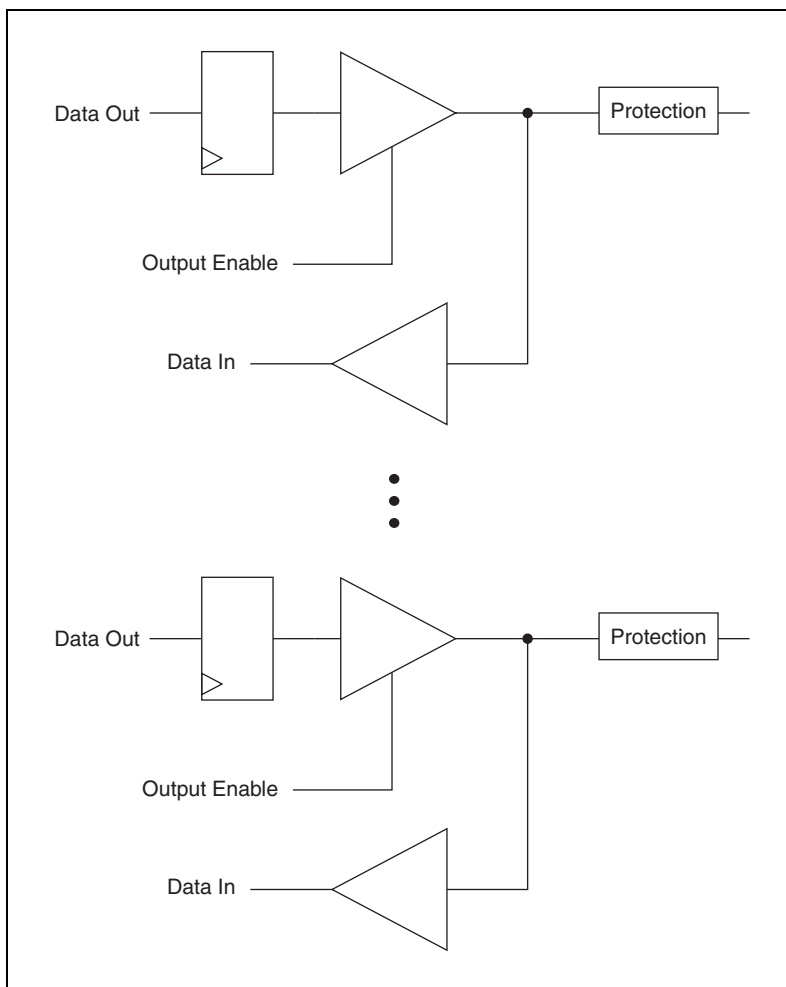 Data Out
Protection
Output Enable
Data In
Data Out
Protection
Output Enable
Data In